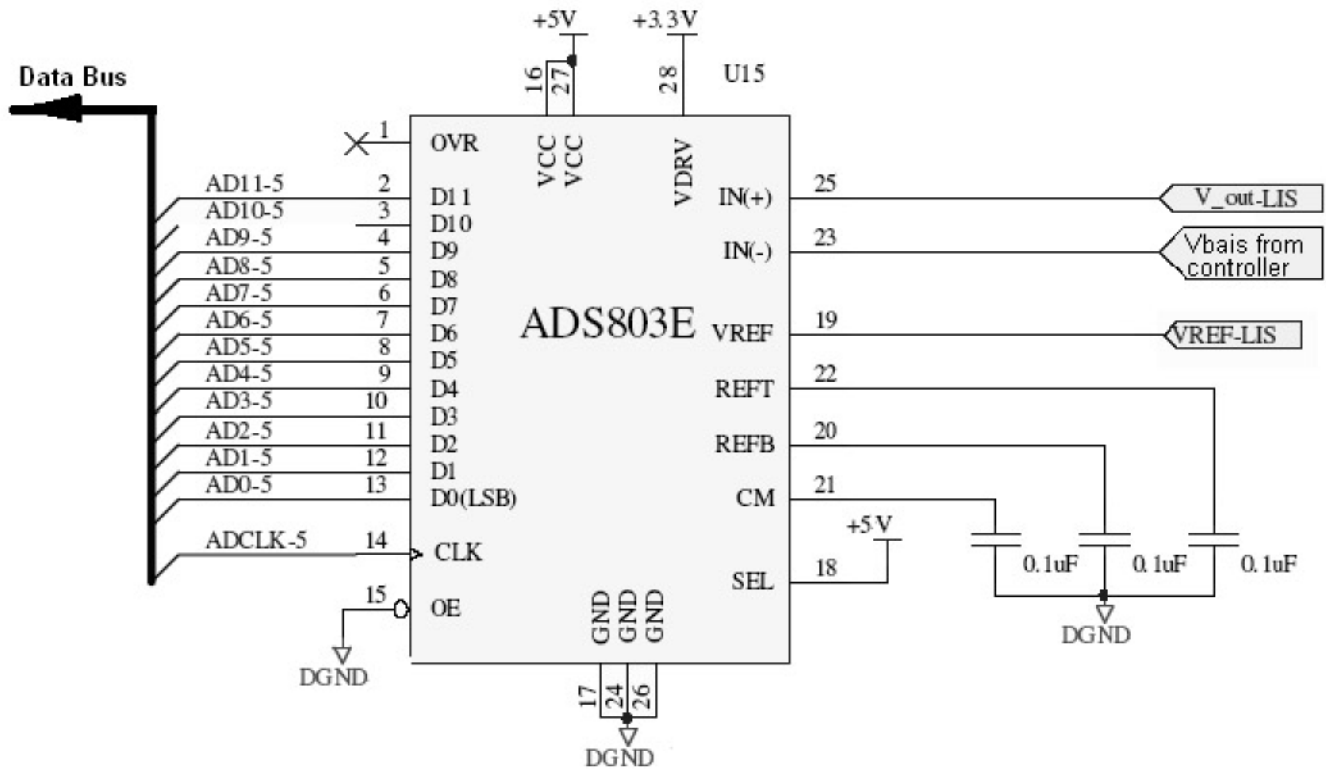 +5V
+3.3V
Data Bus
16
27
28
U15
1
OVR
VCC
VCC
VDRV
AD11-5
2
D11
IN(+)
25
V_out-LIS
AD10-5
3
D10
AD9-5
4
D9
IN(-)
23
Vbais from
controller
AD8-5
5
D8
AD7-5
6
D7
ADS803E
AD6-5
7
D6
VREF
19
VREF-LIS
AD5-5
8
D5
AD4-5
9
D4
REFT
22
AD3-5
10
D3
AD2-5
11
D2
REFB
20
AD1-5
12
D1
AD0-5
13
D0(LSB)
CM
21
+5V
ADCLK-5
14
CLK
0.1uF
0.1uF
0.1uF
SEL
18
15
OE
GND
GND
GND
DGND
DGND
17
24
26
DGND